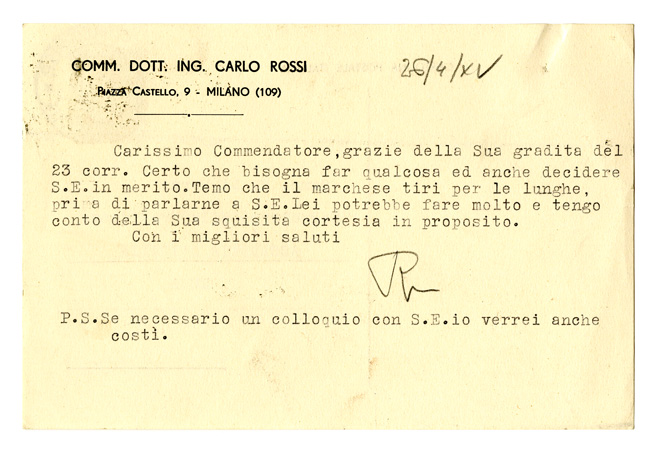 COMM. DOTT. ING. CARLO ROSSI
PIAZZA CASTELLO, 9 - MILANO (109)
26/4/XV
Carissimo Commendatore,grazie della Sua gradita del
23 corr. Certo che bisogna far qualcosa ed anche decidere
S.E.in merito.Temo che il marchese tiri per le lunghe,
prima di parlarne a S.E.Lei potrebbe fare molto e tengo
conto della Sua squisita cortesia in proposito.
Con i migliori saluti
P.S.Se necessario un colloquio con S.E.io verrei anche
costì.